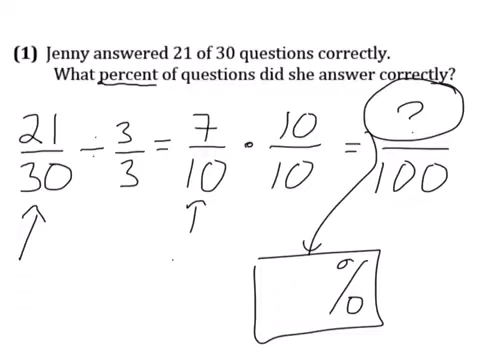 (1) Jenny answered 21 of 30 questions correctly.
What percent of questions did she answer correctly?
21/30 ÷ 3/3 = 7/10 · 10/10 = ?/100
%